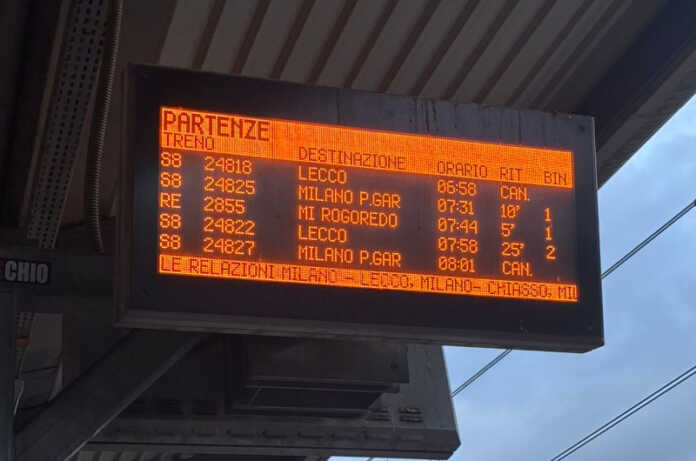 PARTENZE
TRENO DESTINAZIONE ORARIO RIT BIN
S8 24818 LECCO 06:58 CAN.
S8 24825 MILANO P.GAR 07:31 10' 1
RE 2855 MI ROGOREDO 07:44 5' 1
S8 24822 LECCO 07:58 25' 2
S8 24827 MILANO P.GAR 08:01 CAN.
LE RELAZIONI MILANO - LECCO, MILANO- CHIASSO, MIL
CHIO